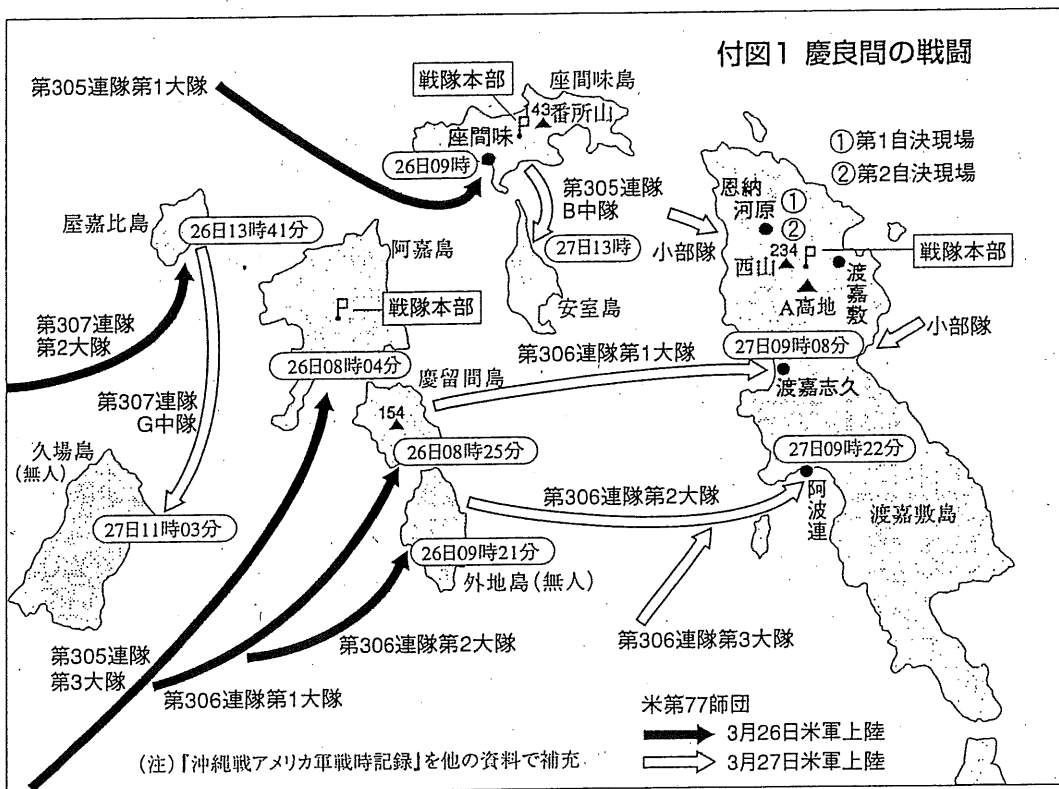 付図1 慶良間の戦闘
第305連隊第1大隊
戦隊本部
座間味島
143
番所山
座間味
26日09時
①第1自決現場
②第2自決現場
第305連隊
B中隊
27日13時
安室島
小部隊
恩納
河原
①
②
234
西山
戦隊本部
A高地
渡嘉敷
小部隊
屋嘉比島
26日13時41分
阿嘉島
戦隊本部
第307連隊
第2大隊
26日08時04分
第306連隊第1大隊
27日09時08分
渡嘉志久
第307連隊
G中隊
慶留間島
154
26日08時25分
久場島
(無人)
27日11時03分
第306連隊第2大隊
27日09時22分
阿波連
渡嘉敷島
26日09時21分
外地島(無人)
第305連隊
第3大隊
第306連隊第2大隊
第306連隊第3大隊
第306連隊第1大隊
米第77師団
3月26日米軍上陸
3月27日米軍上陸
(注)『沖縄戦アメリカ軍戦時記録』を他の資料で補充